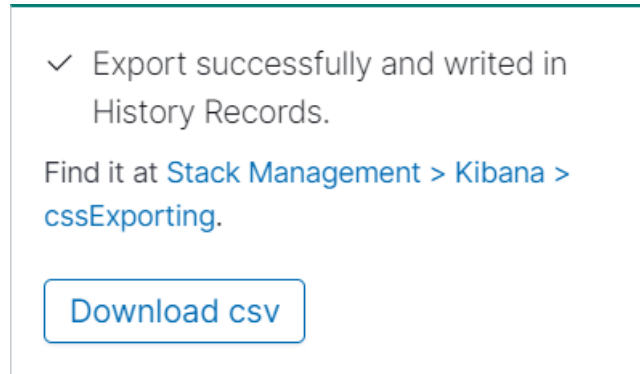 Export successfully and writed in
History Records.
Find it at Stack Management > Kibana >
cssExporting.
Download csv